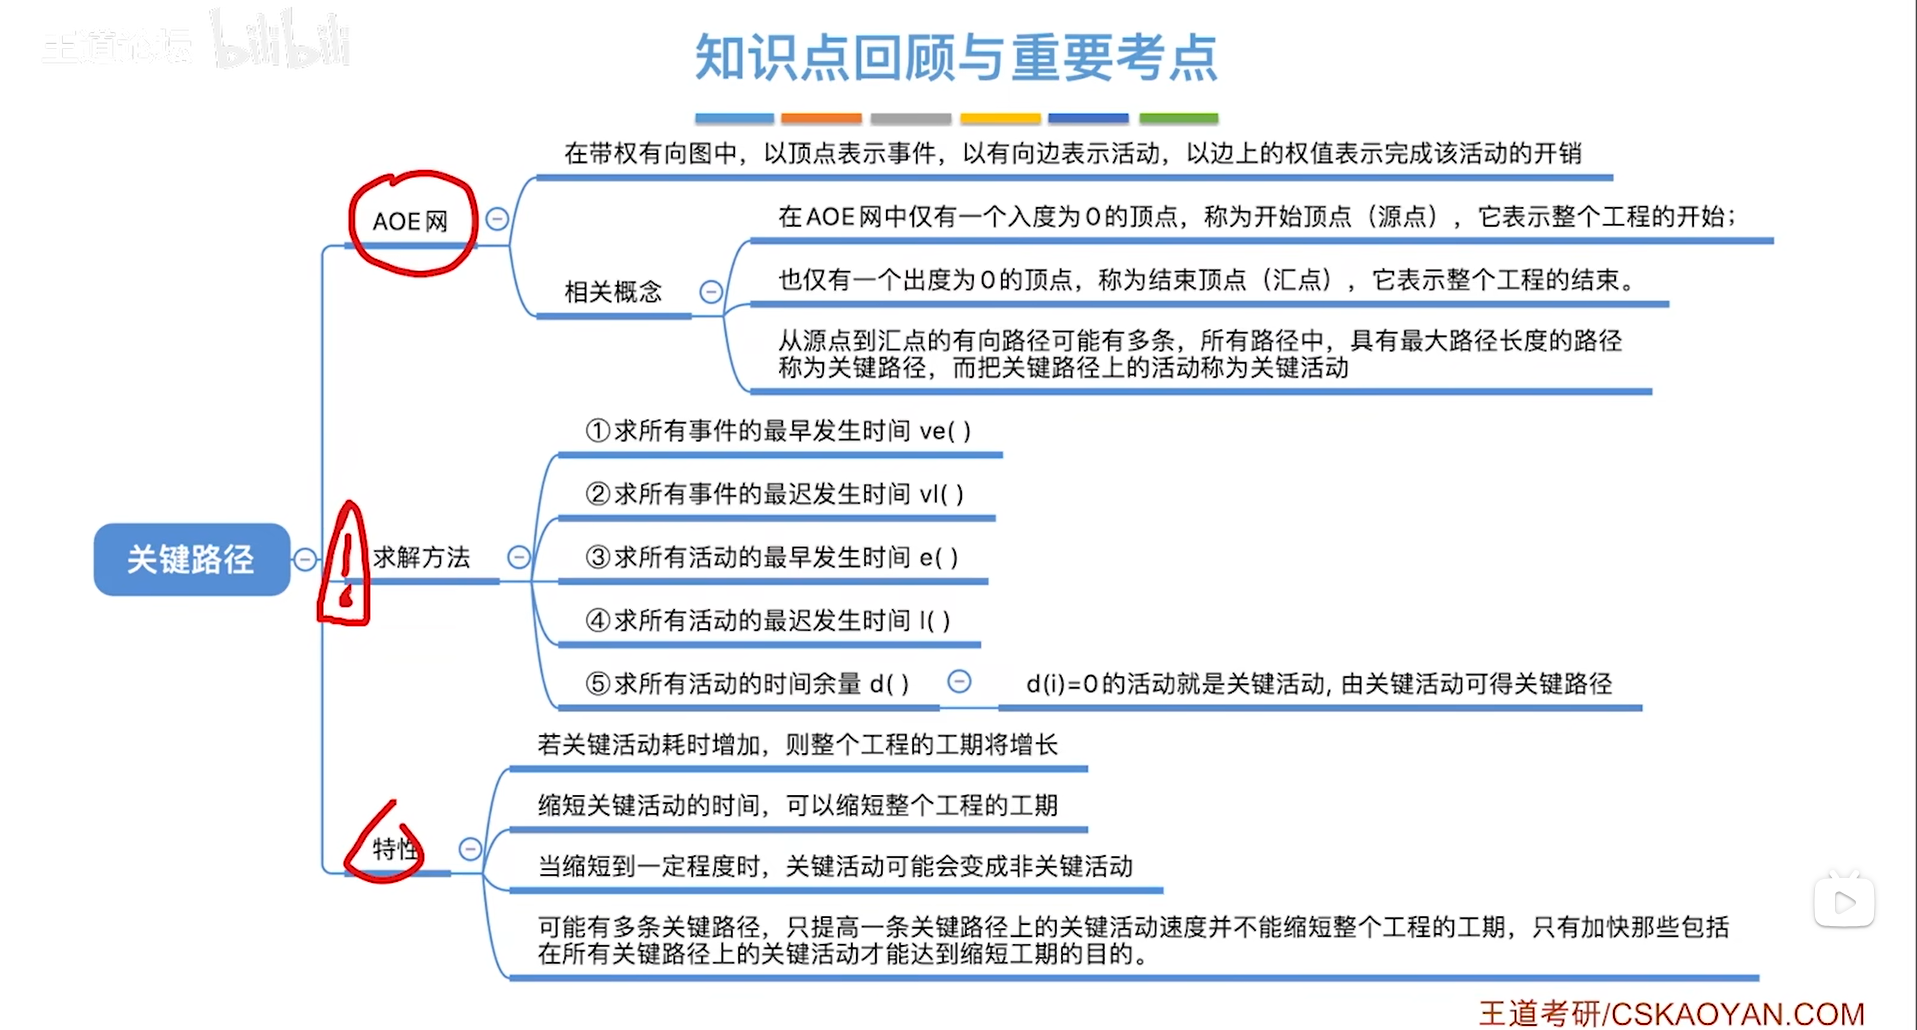 王道论坛 bilibili
知识点回顾与重要考点
在带权有向图中，以顶点表示事件，以有向边表示活动，以边上的权值表示完成该活动的开销
AOE网
在AOE网中仅有一个入度为0的顶点，称为开始顶点（源点），它表示整个工程的开始；
也仅有一个出度为0的顶点，称为结束顶点（汇点），它表示整个工程的结束。
相关概念
从源点到汇点的有向路径可能有多条，所有路径中，具有最大路径长度的路径
称为关键路径，而把关键路径上的活动称为关键活动
①求所有事件的最早发生时间 ve( )
②求所有事件的最迟发生时间 vl( )
关键路径
求解方法
③求所有活动的最早发生时间 e( )
④求所有活动的最迟发生时间 l( )
⑤求所有活动的时间余量 d( )
d(i)=0的活动就是关键活动, 由关键活动可得关键路径
若关键活动耗时增加，则整个工程的工期将增长
缩短关键活动的时间，可以缩短整个工程的工期
特性
当缩短到一定程度时，关键活动可能会变成非关键活动
可能有多条关键路径，只提高一条关键路径上的关键活动速度并不能缩短整个工程的工期，只有加快那些包括
在所有关键路径上的关键活动才能达到缩短工期的目的。
王道考研/CSKAOYAN.COM